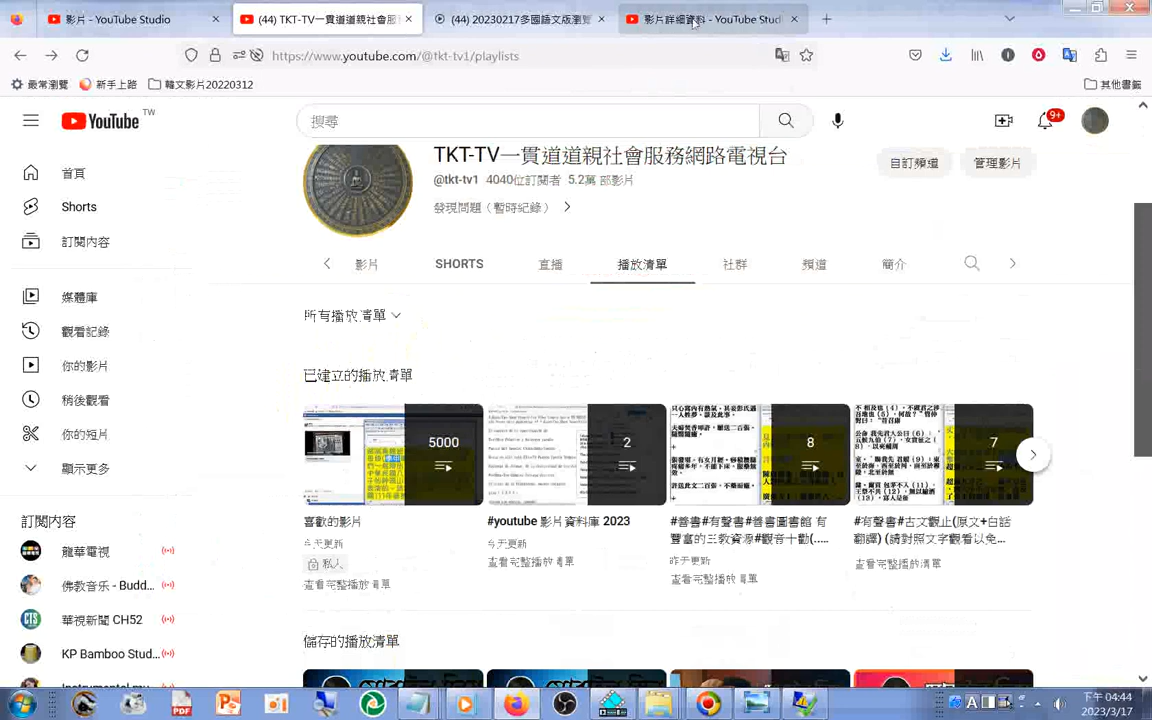 影片 - YouTube Studio
(44) TKT-TV一貫道道親社會服
(44) 20230217多國語文版瀏覽
影片詳細資料 - YouTube Stud
https://www.youtube.com/@tkt-tv1/playlists
最常瀏覽
新手上路
韓文影片20220312
其他書籤
YouTube TW
搜尋
9+
首頁
Shorts
訂閱內容
媒體庫
觀看記錄
你的影片
稍後觀看
你的短片
顯示更多
訂閱內容
龍華電視
佛教音乐 - Budd...
華視新聞 CH52
KP Bamboo Stud...
TKT-TV一貫道道親社會服務網路電視台
@tkt-tv1 4040位訂閱者 5.2萬 部影片
發現問題（暫時紀錄）
自訂頻道
管理影片
影片
SHORTS
直播
播放清單
社群
頻道
簡介
所有播放清單
已建立的播放清單
5000
2
8
7
喜歡的影片
今天更新
私人
查看完整播放清單
#youtube 影片資料庫 2023
今天更新
查看完整播放清單
#善書#有聲書#善書圖書館 有
豐富的三教資源#觀音十勸(.....
昨天更新
查看完整播放清單
#有聲書#古文觀止(原文+白話
翻譯) (請對照文字觀看以免...
查看完整播放清單
儲存的播放清單
下午 04:44
2023/3/17